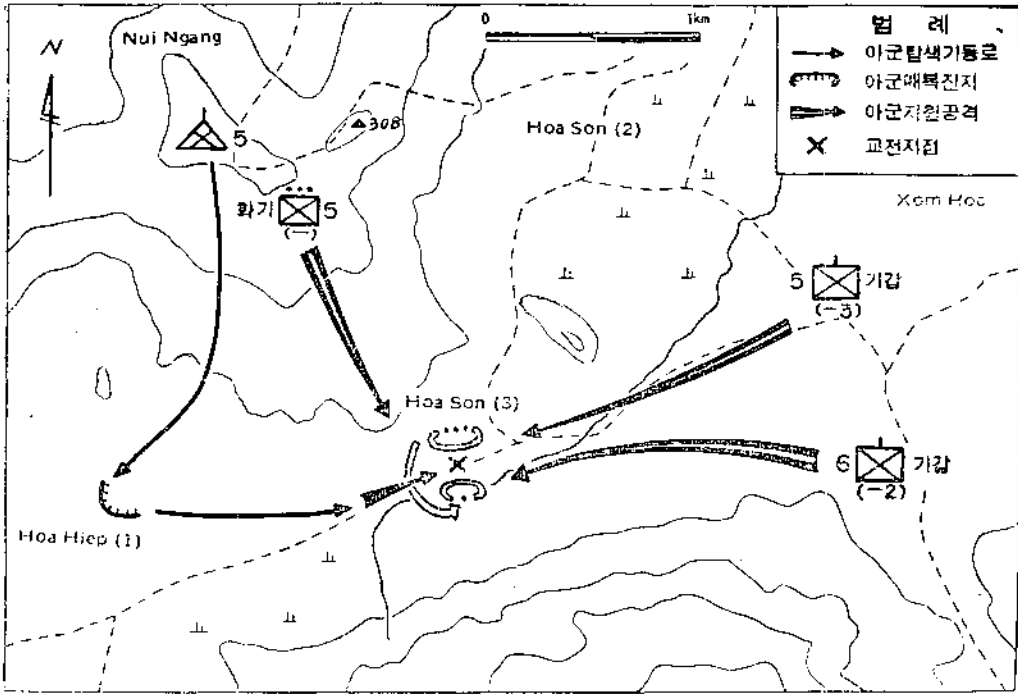 Nui Ngang
N
0 1km
범 례
아군탐색기동로
아군매복진지
아군지원공격
교전지점
308
Hoa Son (2)
Xom Hoc
5
화기 5
(-)
5 기갑
(-3)
Hoa Son (3)
6 기갑
(-2)
Hoa Hiep (1)